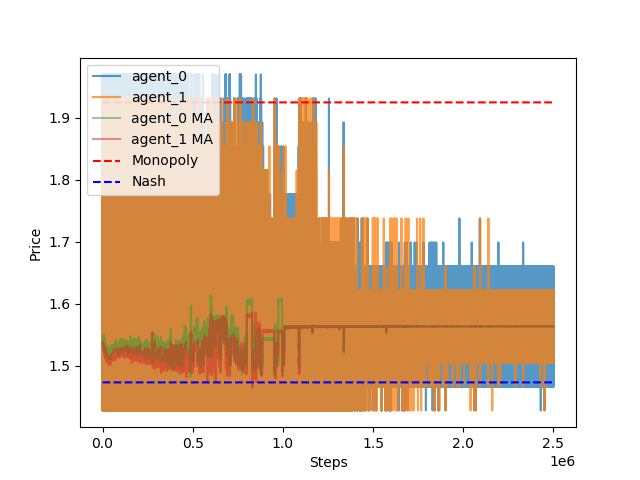 agent_0
agent_1
agent_0 MA
agent_1 MA
Monopoly
Nash
Price
1.9
1.8
1.7
1.6
1.5
0.0 0.5 1.0 1.5 2.0 2.5
Steps
1e6